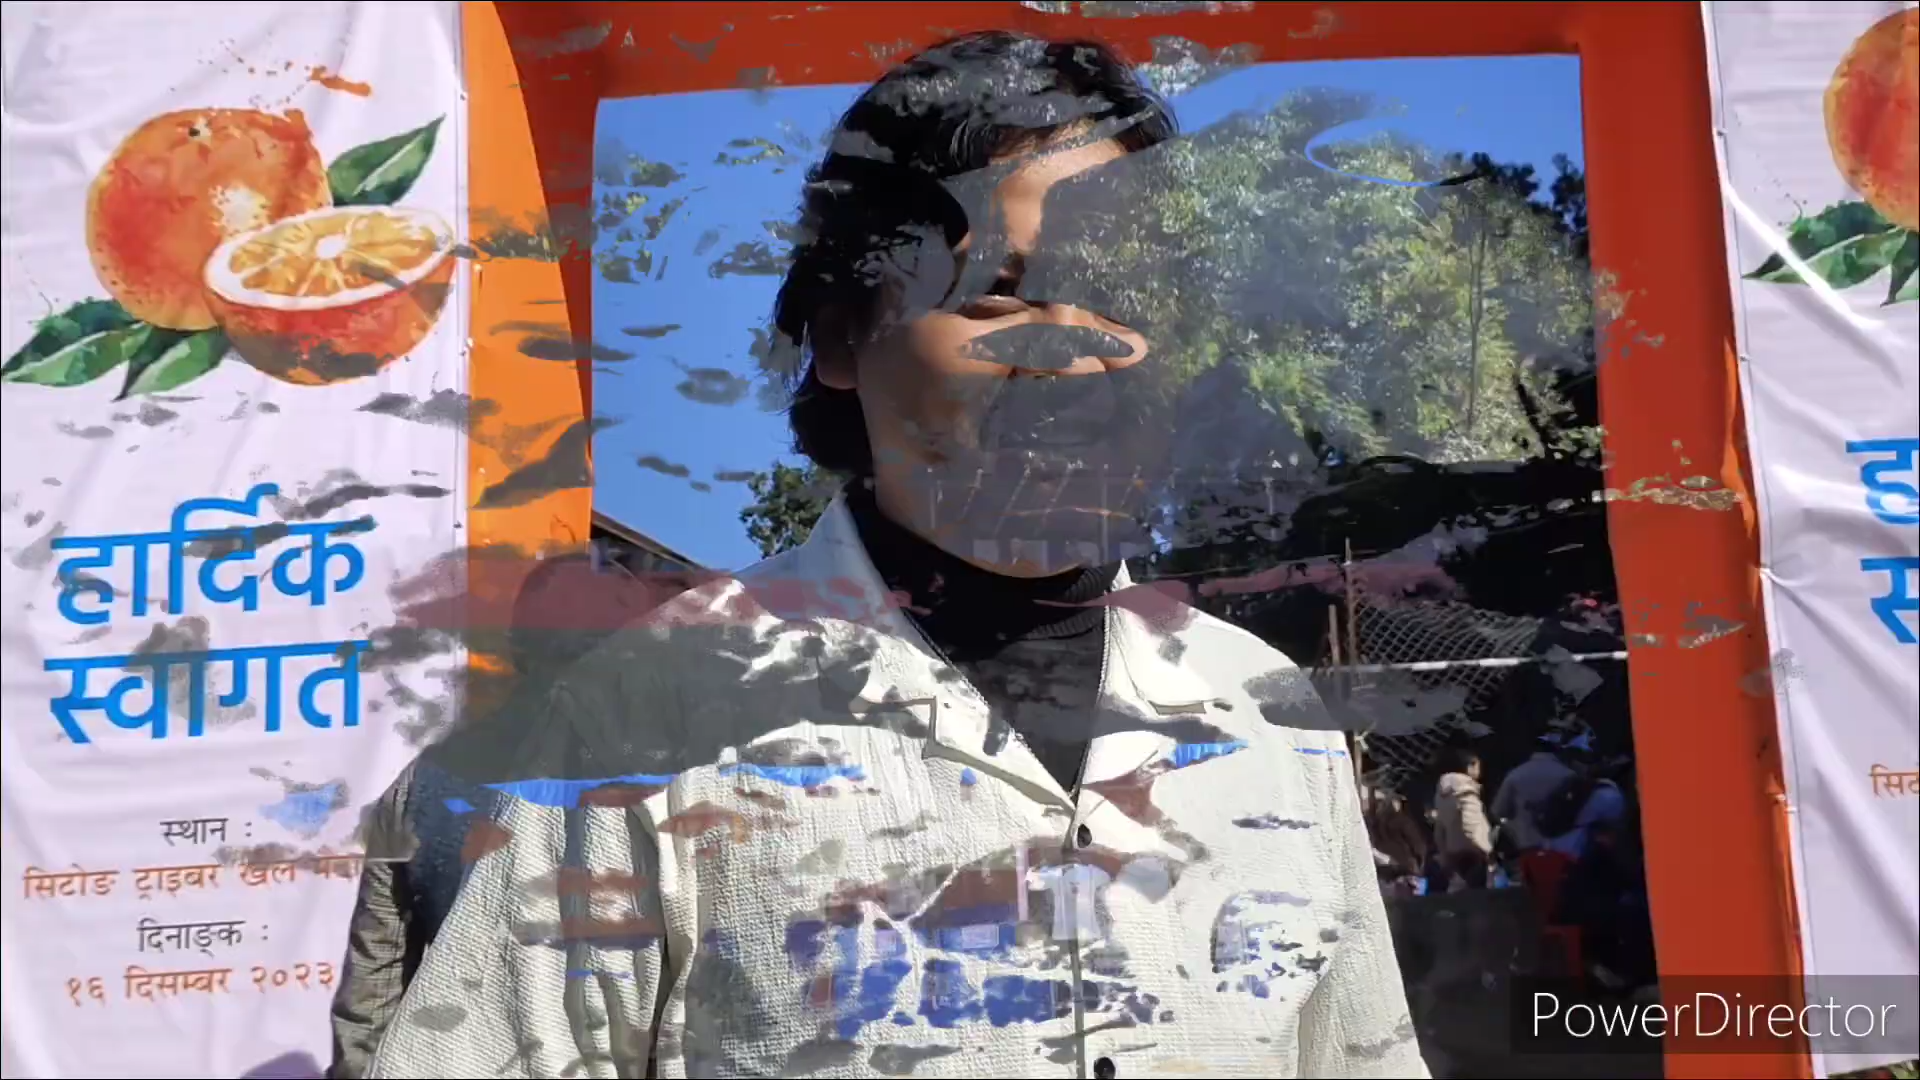 हार्दिक
स्वागत
स्थान :
सिटोङ ट्राइबर खेल
दिनाङ्क :
१६ दिसम्बर २०२३
PowerDirector